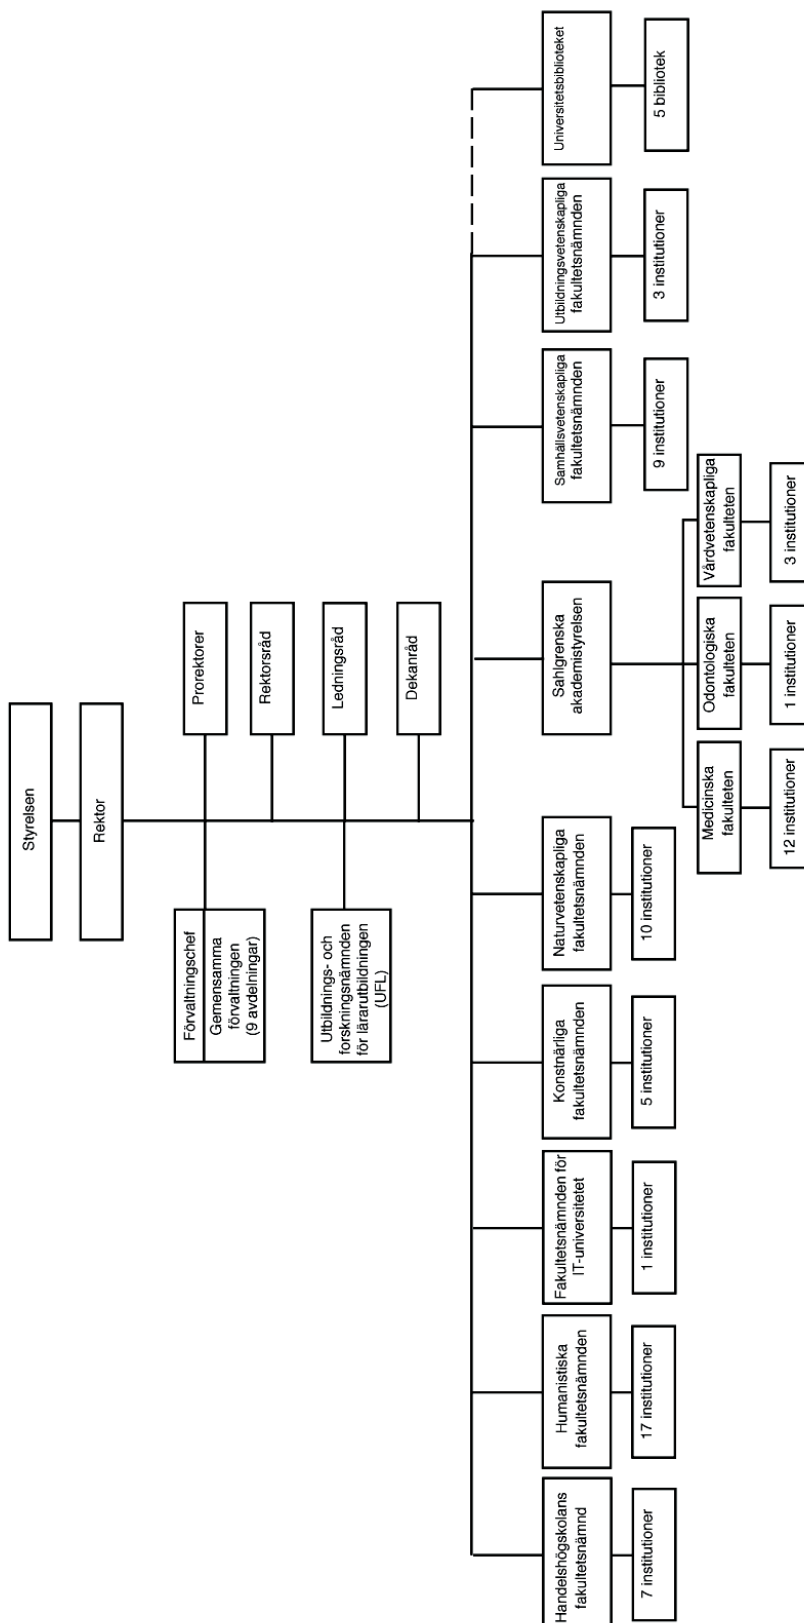 Styrelsen
Rektor
Förvaltningschef
Gemensamma
förvaltningen
(9 avdelningar)
Prorektorer
Rektorsråd
Utbildnings- och
forskningsnämnden
för lärarutbildningen
(UFL)
Ledningsråd
Dekanråd
Handelshögskolans
fakultetsnämnd
Humanistiska
fakultetsnämnden
Fakultetsnämnden för
IT-universitetet
Konstnärliga
fakultetsnämnden
Naturvetenskapliga
fakultetsnämnden
Sahlgrenska
akademistyrelsen
Samhällsvetenskapliga
fakultetsnämnden
Utbildningsvetenskapliga
fakultetsnämnden
Universitetsbiblioteket
7 institutioner
17 institutioner
1 institutioner
5 institutioner
10 institutioner
9 institutioner
3 institutioner
5 bibliotek
Medicinska
fakulteten
Odontologiska
fakulteten
Vårdvetenskapliga
fakulteten
12 institutioner
1 institutioner
3 institutioner